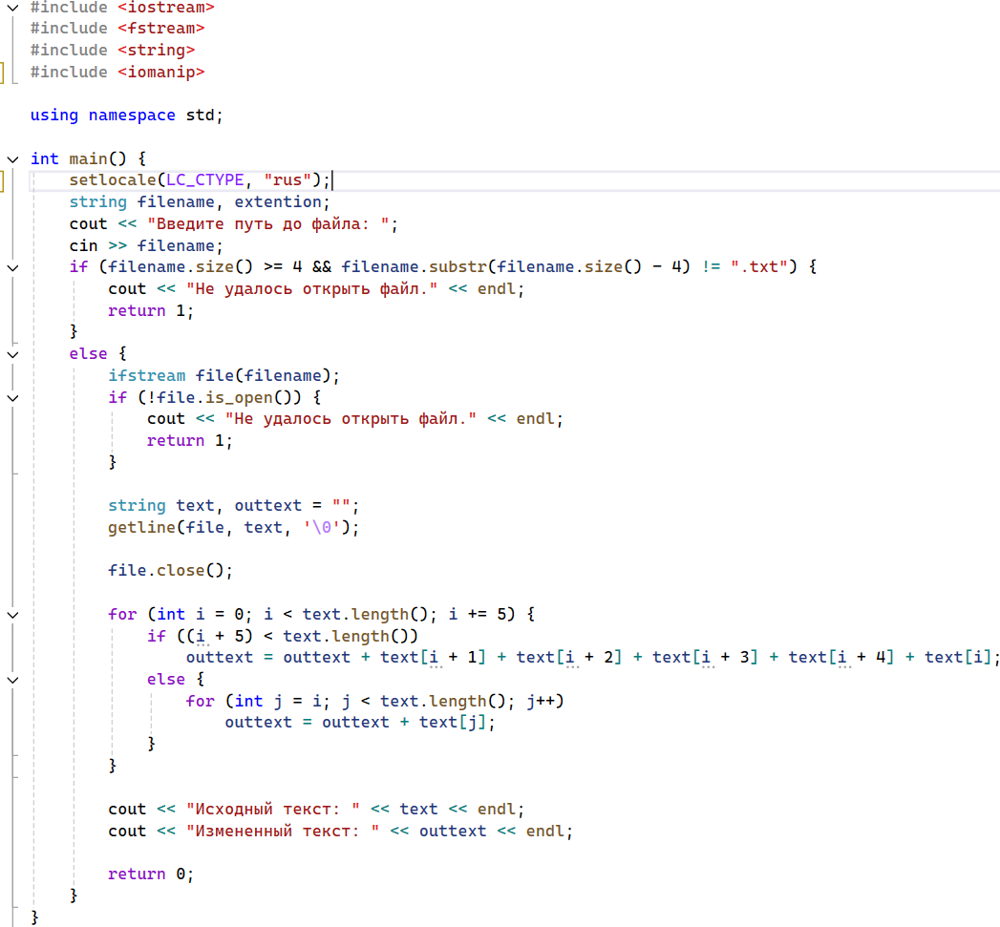 #include <iostream>
#include <fstream>
#include <string>
#include <iomanip>
using namespace std;
int main() {
setlocale(LC_CTYPE, "rus");
string filename, extention;
cout << "Введите путь до файла: ";
cin >> filename;
if (filename.size() >= 4 && filename.substr(filename.size() - 4) != ".txt") {
cout << "Не удалось открыть файл." << endl;
return 1;
}
else {
ifstream file(filename);
if (!file.is_open()) {
cout << "Не удалось открыть файл." << endl;
return 1;
}
string text, outtext = "";
getline(file, text, '\0');
file.close();
for (int i = 0; i < text.length(); i += 5) {
if ((i + 5) < text.length())
outtext = outtext + text[i + 1] + text[i + 2] + text[i + 3] + text[i + 4] + text[i];
else {
for (int j = i; j < text.length(); j++)
outtext = outtext + text[j];
}
}
cout << "Исходный текст: " << text << endl;
cout << "Измененный текст: " << outtext << endl;
return 0;
}
}